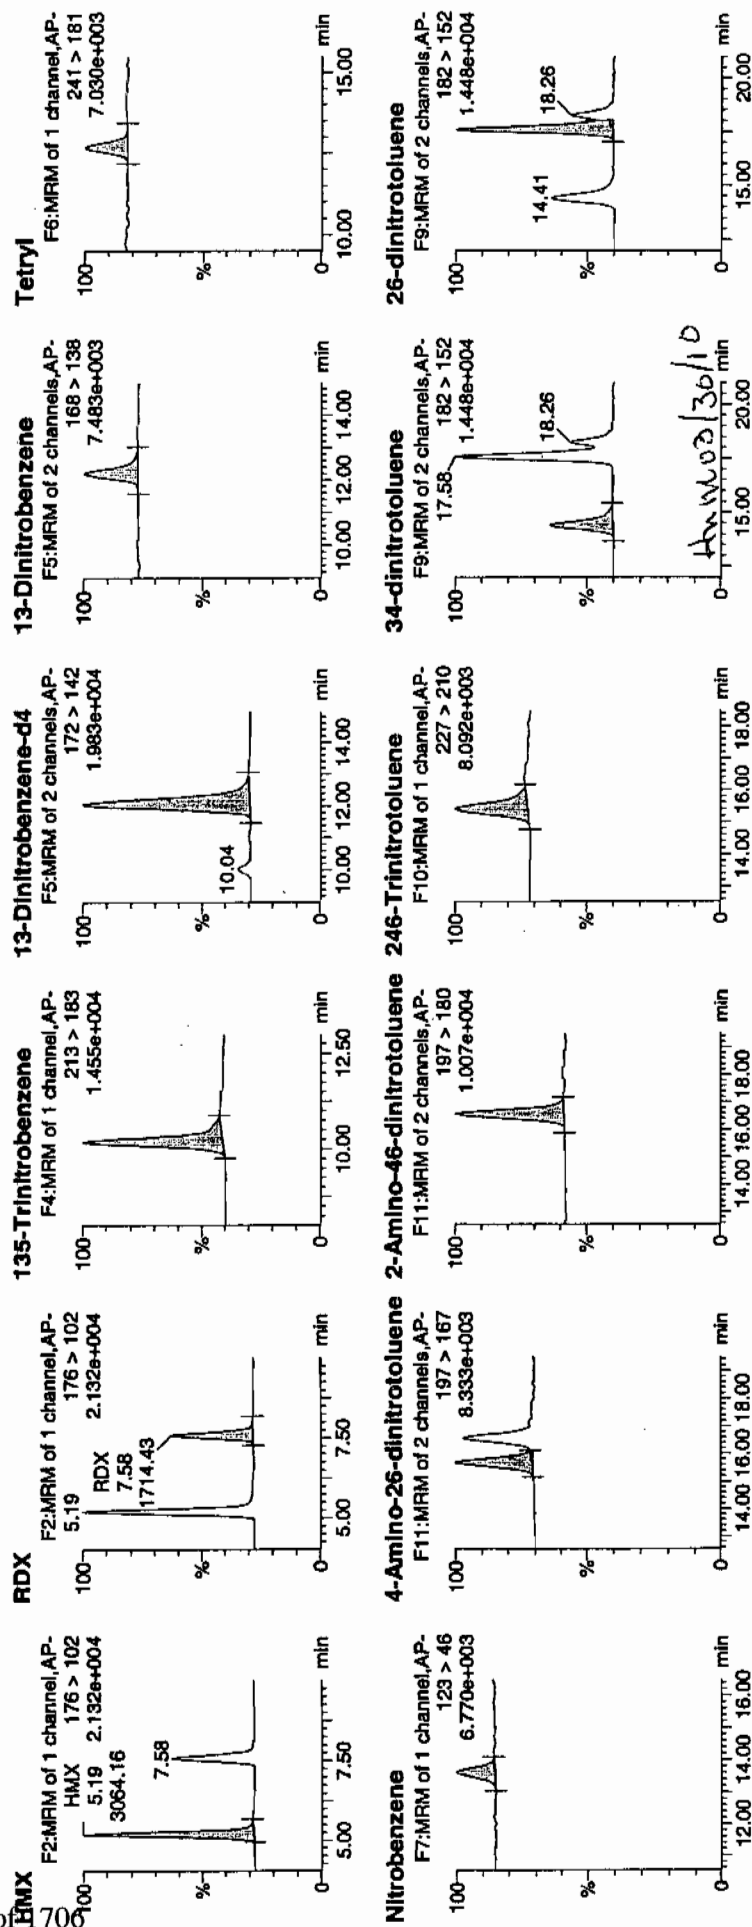 HMX
F2:MRM of 1 channel,AP-
HMX 176 > 102
5.19 2.132e+004
3064.16
7.58
100
%
0
5.00 7.50 min
RDX
F2:MRM of 1 channel,AP-
5.19 176 > 102
2.132e+004
RDX
7.58
1714.43
100
%
0
5.00 7.50 min
135-Trinitrobenzene
F4:MRM of 1 channel,AP-
213 > 183
1.455e+004
100
%
0
10.00 12.50 min
13-Dinitrobenzene-d4
F5:MRM of 2 channels,AP-
172 > 142
1.983e+004
10.04
100
%
0
10.00 12.00 14.00 min
13-Dinitrobenzene
F5:MRM of 2 channels,AP-
168 > 138
7.483e+003
100
%
0
10.00 12.00 14.00 min
Tetryl
F6:MRM of 1 channel,AP-
241 > 181
7.030e+003
100
%
0
10.00 15.00 min
Nitrobenzene
F7:MRM of 1 channel,AP-
123 > 46
6.770e+003
100
%
0
12.00 14.00 16.00 min
4-Amino-26-dinitrotoluene
F11:MRM of 2 channels,AP-
197 > 167
8.333e+003
100
%
0
14.00 16.00 18.00 min
2-Amino-46-dinitrotoluene
F11:MRM of 2 channels,AP-
197 > 180
1.007e+004
100
%
0
14.00 16.00 18.00 min
246-Trinitrotoluene
F10:MRM of 1 channel,AP-
227 > 210
8.092e+003
100
%
0
14.00 16.00 18.00 min
34-dinitrotoluene
F9:MRM of 2 channels,AP-
17.58 182 > 152
1.448e+004
18.26
100
%
0
15.00 20.00 min
03/30/10
26-dinitrotoluene
F9:MRM of 2 channels,AP-
182 > 152
1.448e+004
18.26
14.41
100
%
0
15.00 20.00 min
of 1706